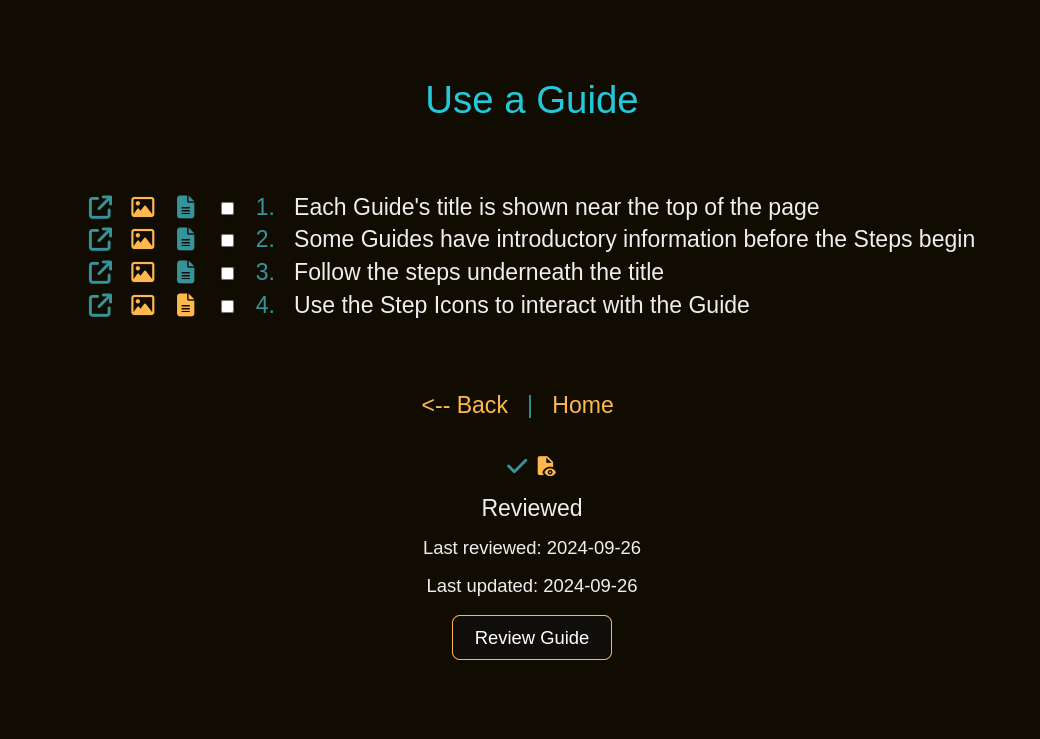 Use a Guide
1. Each Guide's title is shown near the top of the page
2. Some Guides have introductory information before the Steps begin
3. Follow the steps underneath the title
4. Use the Step Icons to interact with the Guide
<-- Back | Home
Reviewed
Last reviewed: 2024-09-26
Last updated: 2024-09-26
Review Guide